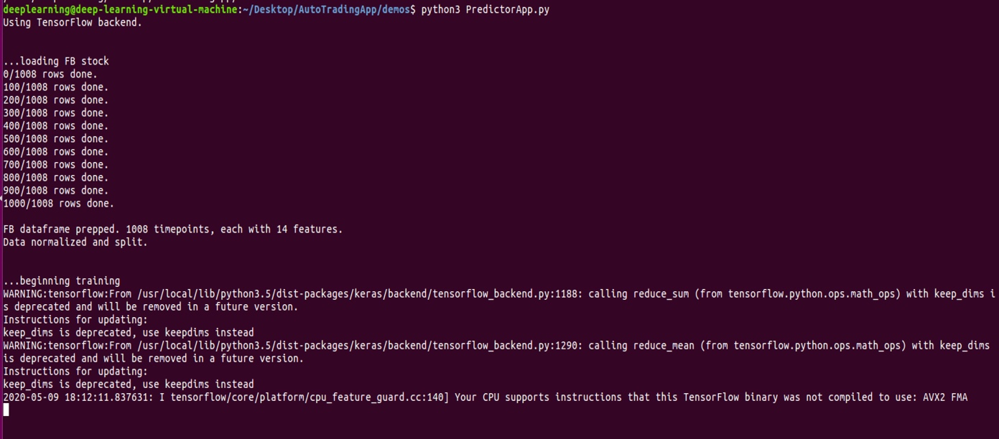 deeplearning@deep-learning-virtual-machine:~/Desktop/AutoTradingApp/demos$ python3 PredictorApp.py
Using TensorFlow backend.
...loading FB stock
0/1008 rows done.
100/1008 rows done.
200/1008 rows done.
300/1008 rows done.
400/1008 rows done.
500/1008 rows done.
600/1008 rows done.
700/1008 rows done.
800/1008 rows done.
900/1008 rows done.
1000/1008 rows done.
FB dataframe prepped. 1008 timepoints, each with 14 features.
Data normalized and split.
...beginning training
WARNING:tensorflow:From /usr/local/lib/python3.5/dist-packages/keras/backend/tensorflow_backend.py:1188: calling reduce_sum (from tensorflow.python.ops.math_ops) with keep_dims i
s deprecated and will be removed in a future version.
Instructions for updating:
keep_dims is deprecated, use keepdims instead
WARNING:tensorflow:From /usr/local/lib/python3.5/dist-packages/keras/backend/tensorflow_backend.py:1290: calling reduce_mean (from tensorflow.python.ops.math_ops) with keep_dims
is deprecated and will be removed in a future version.
Instructions for updating:
keep_dims is deprecated, use keepdims instead
2020-05-09 18:12:11.837631: I tensorflow/core/platform/cpu_feature_guard.cc:140] Your CPU supports instructions that this TensorFlow binary was not compiled to use: AVX2 FMA